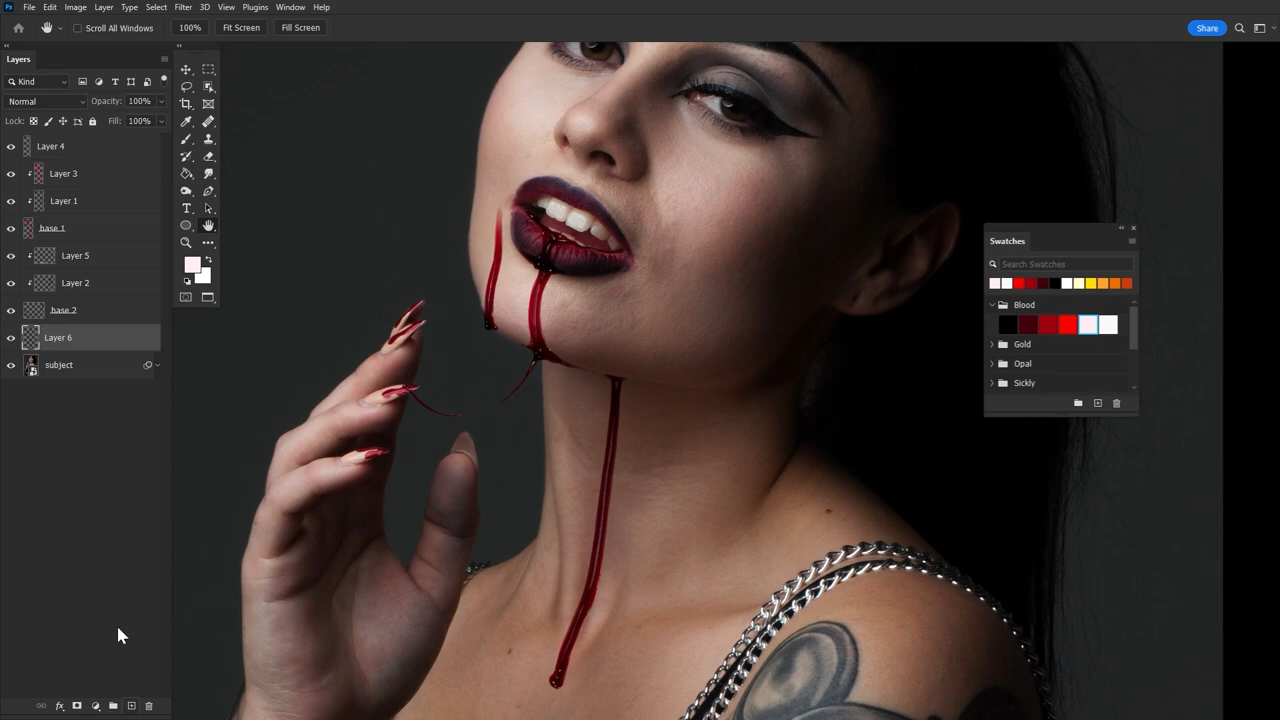 Ps File Edit Image Layer Type Select Filter 3D View Plugins Window Help
Scroll All Windows 100% Fit Screen Fill Screen Share
Layers
Kind
Normal Opacity: 100%
Lock: Fill: 100%
Layer 4
Layer 3
Layer 1
base 1
Layer 5
Layer 2
base 2
Layer 6
subject
Swatches
Search Swatches
Blood
Gold
Opal
Sickly